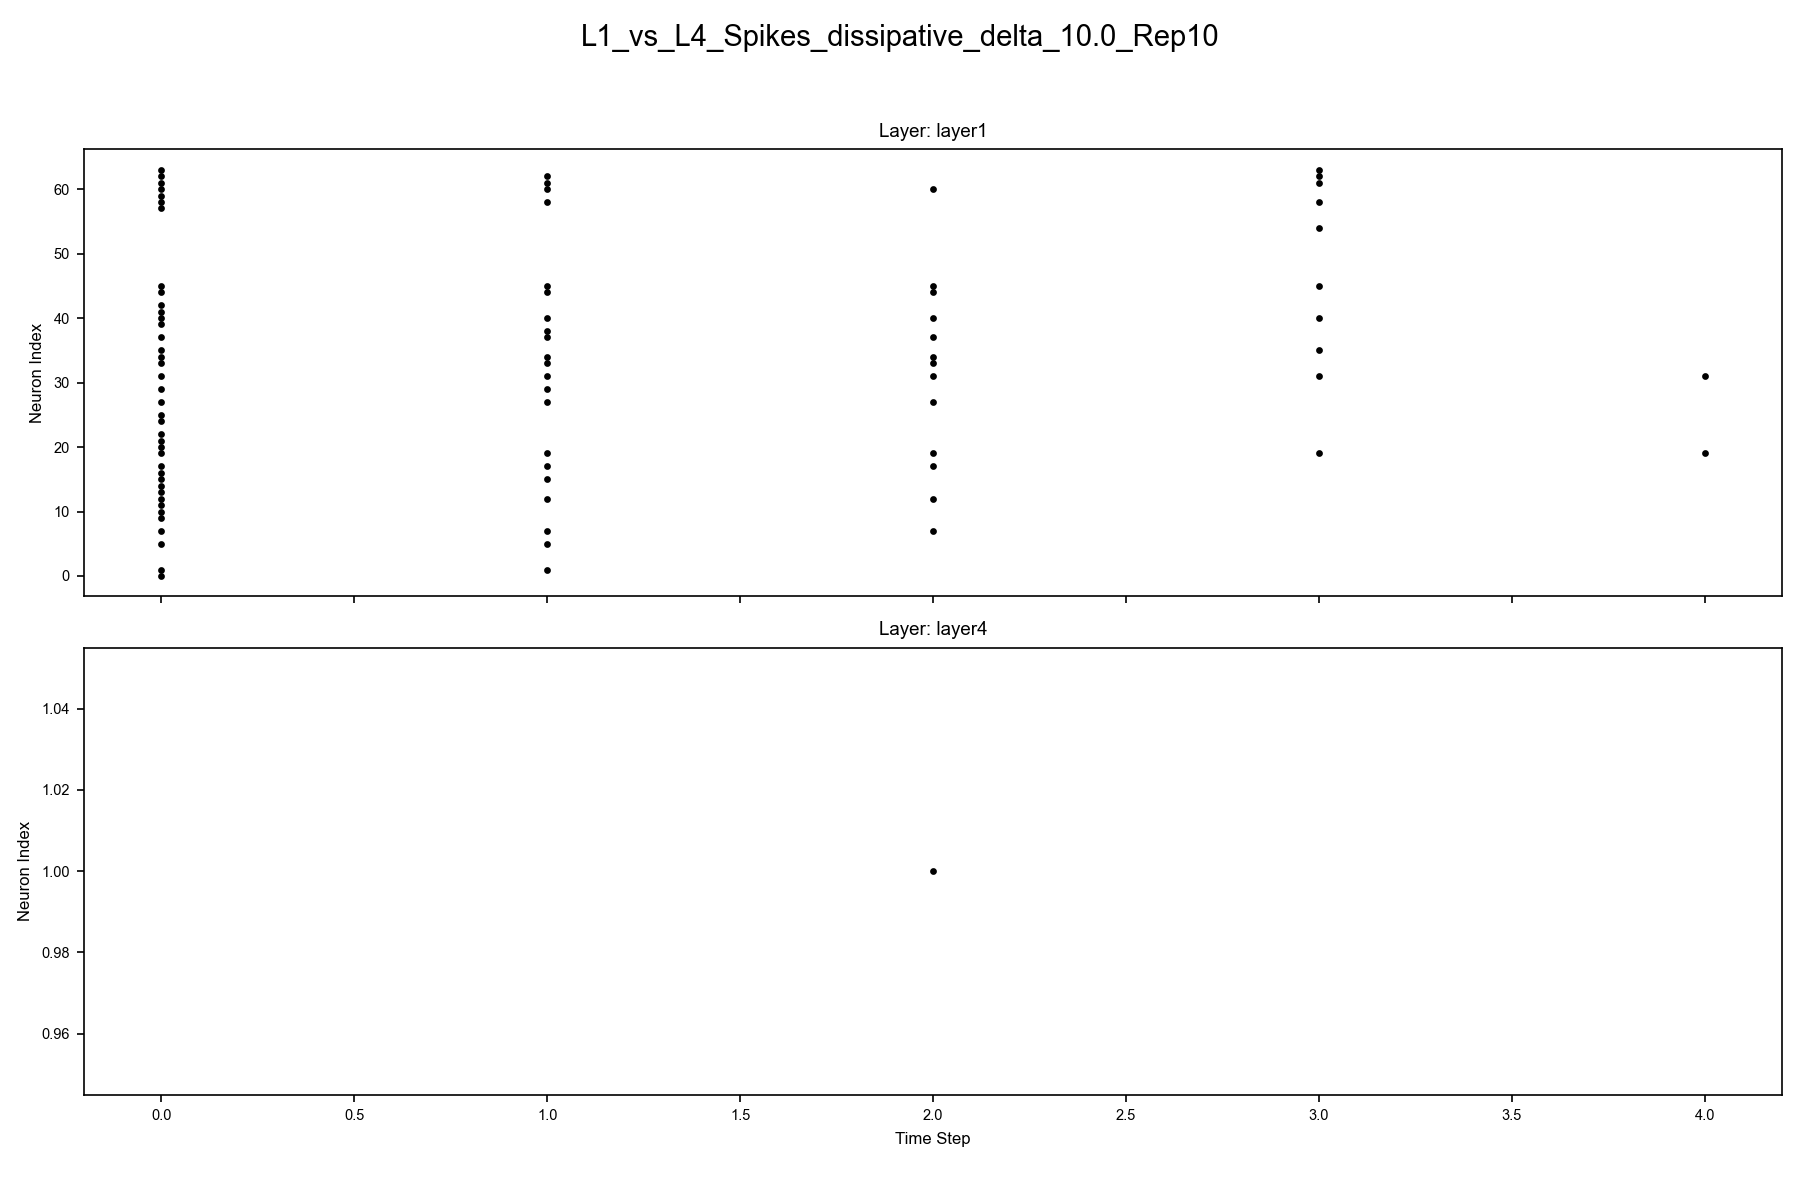 L1_vs_L4_Spikes_dissipative_delta_10.0_Rep10
Layer: layer1
Neuron Index
60
50
40
30
20
10
0
Layer: layer4
Neuron Index
1.04
1.02
1.00
0.98
0.96
0.0 0.5 1.0 1.5 2.0 2.5 3.0 3.5 4.0
Time Step